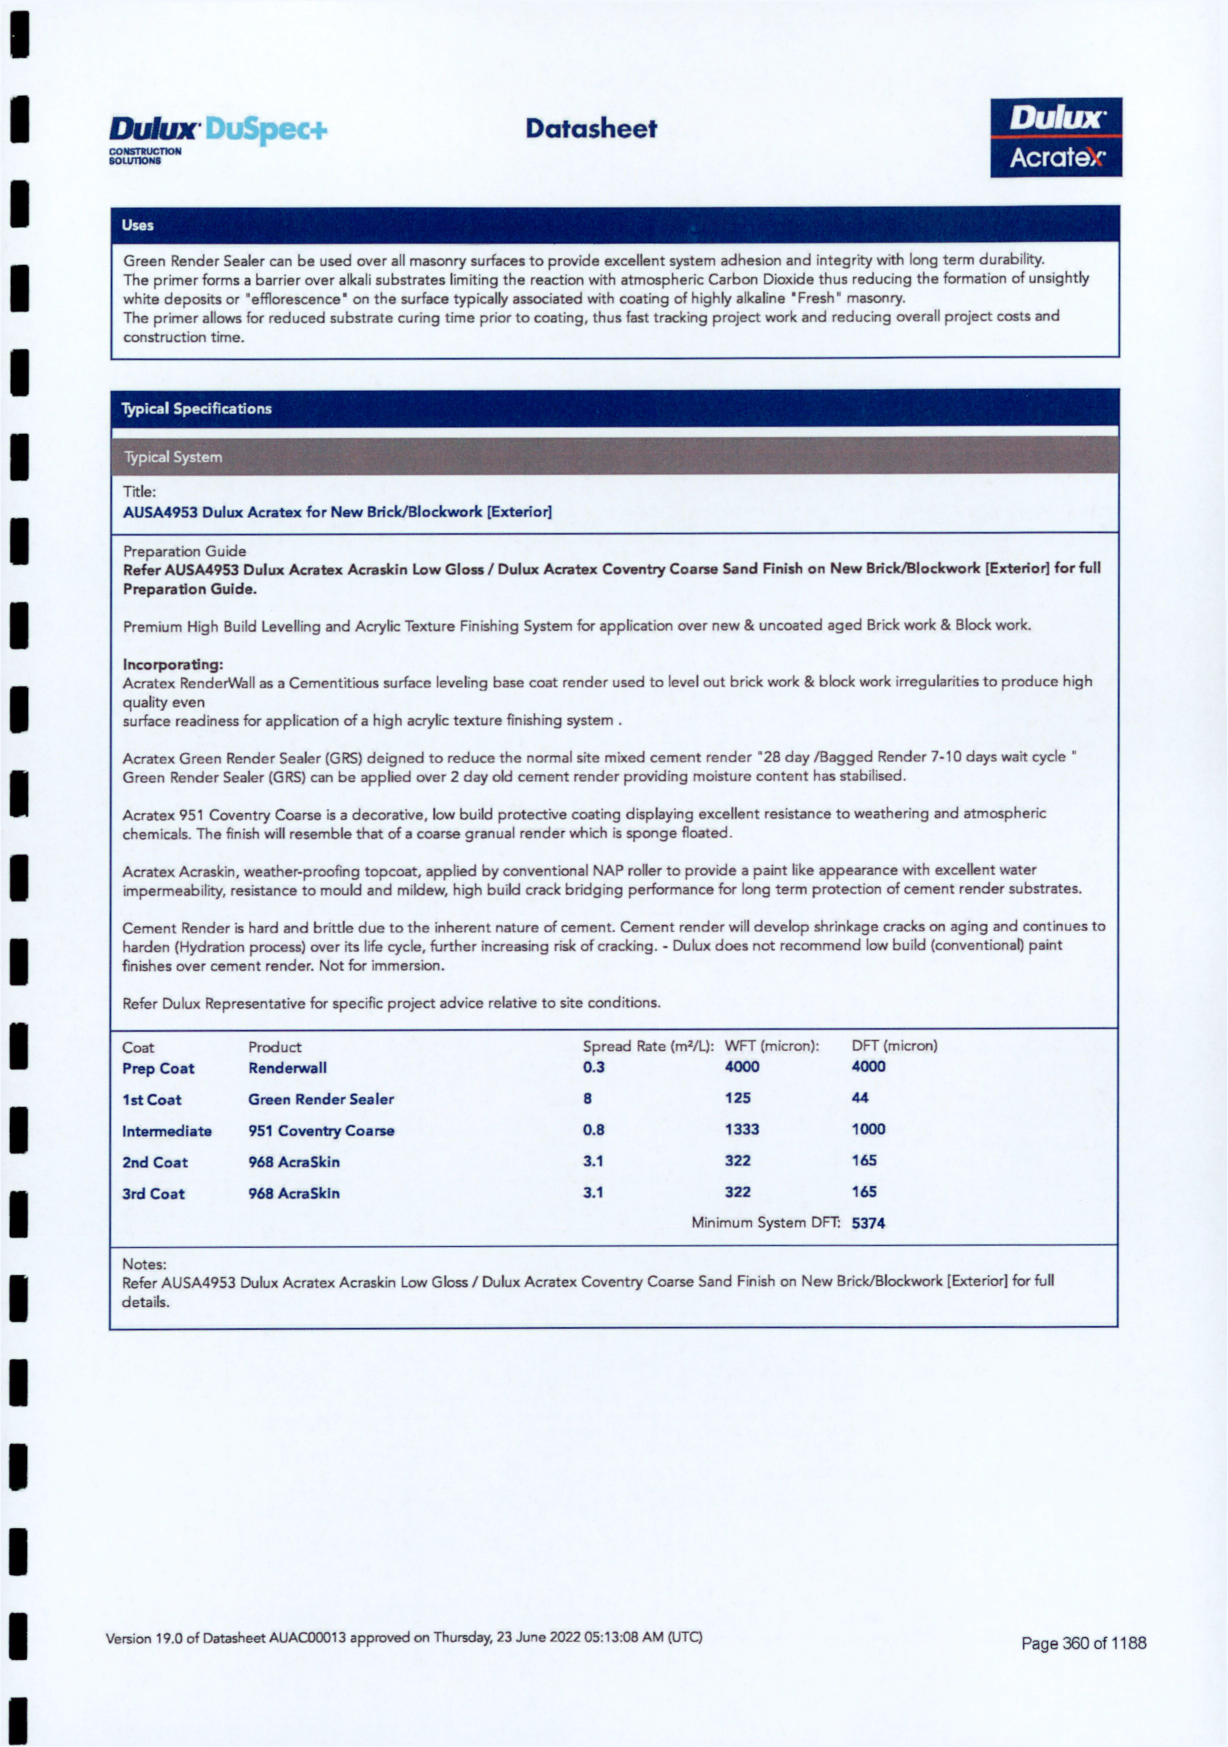 Dulux DuSpec+
CONSTRUCTION
SOLUTIONS
Datasheet
Dulux
Acratex
Uses
Green Render Sealer can be used over all masonry surfaces to provide excellent system adhesion and integrity with long term durability.
The primer forms a barrier over alkali substrates limiting the reaction with atmospheric Carbon Dioxide thus reducing the formation of unsightly
white deposits or "efflorescence" on the surface typically associated with coating of highly alkaline "Fresh" masonry.
The primer allows for reduced substrate curing time prior to coating, thus fast tracking project work and reducing overall project costs and
construction time.
Typical Specifications
Typical System
Title:
AUSA4953 Dulux Acratex for New Brick/Blockwork [Exterior]
Preparation Guide
Refer AUSA4953 Dulux Acratex Acraskin Low Gloss / Dulux Acratex Coventry Coarse Sand Finish on New Brick/Blockwork [Exterior] for full
Preparation Guide.
Premium High Build Levelling and Acrylic Texture Finishing System for application over new & uncoated aged Brick work & Block work.
Incorporating:
Acratex RenderWall as a Cementitious surface leveling base coat render used to level out brick work & block work irregularities to produce high
quality even
surface readiness for application of a high acrylic texture finishing system .
Acratex Green Render Sealer (GRS) deigned to reduce the normal site mixed cement render "28 day /Bagged Render 7-10 days wait cycle "
Green Render Sealer (GRS) can be applied over 2 day old cement render providing moisture content has stabilised.
Acratex 951 Coventry Coarse is a decorative, low build protective coating displaying excellent resistance to weathering and atmospheric
chemicals. The finish will resemble that of a coarse granual render which is sponge floated.
Acratex Acraskin, weather-proofing topcoat, applied by conventional NAP roller to provide a paint like appearance with excellent water
impermeability, resistance to mould and mildew, high build crack bridging performance for long term protection of cement render substrates.
Cement Render is hard and brittle due to the inherent nature of cement. Cement render will develop shrinkage cracks on aging and continues to
harden (Hydration process) over its life cycle, further increasing risk of cracking. - Dulux does not recommend low build (conventional) paint
finishes over cement render. Not for immersion.
Refer Dulux Representative for specific project advice relative to site conditions.
Coat Product Spread Rate (m²/L): WFT (micron): DFT (micron)
Prep Coat Renderwall 0.3 4000 4000
1st Coat Green Render Sealer 8 125 44
Intermediate 951 Coventry Coarse 0.8 1333 1000
2nd Coat 968 AcraSkin 3.1 322 165
3rd Coat 968 AcraSkin 3.1 322 165
Minimum System DFT: 5374
Notes:
Refer AUSA4953 Dulux Acratex Acraskin Low Gloss / Dulux Acratex Coventry Coarse Sand Finish on New Brick/Blockwork [Exterior] for full
details.
Version 19.0 of Datasheet AUAC00013 approved on Thursday, 23 June 2022 05:13:08 AM (UTC)
Page 360 of 1188